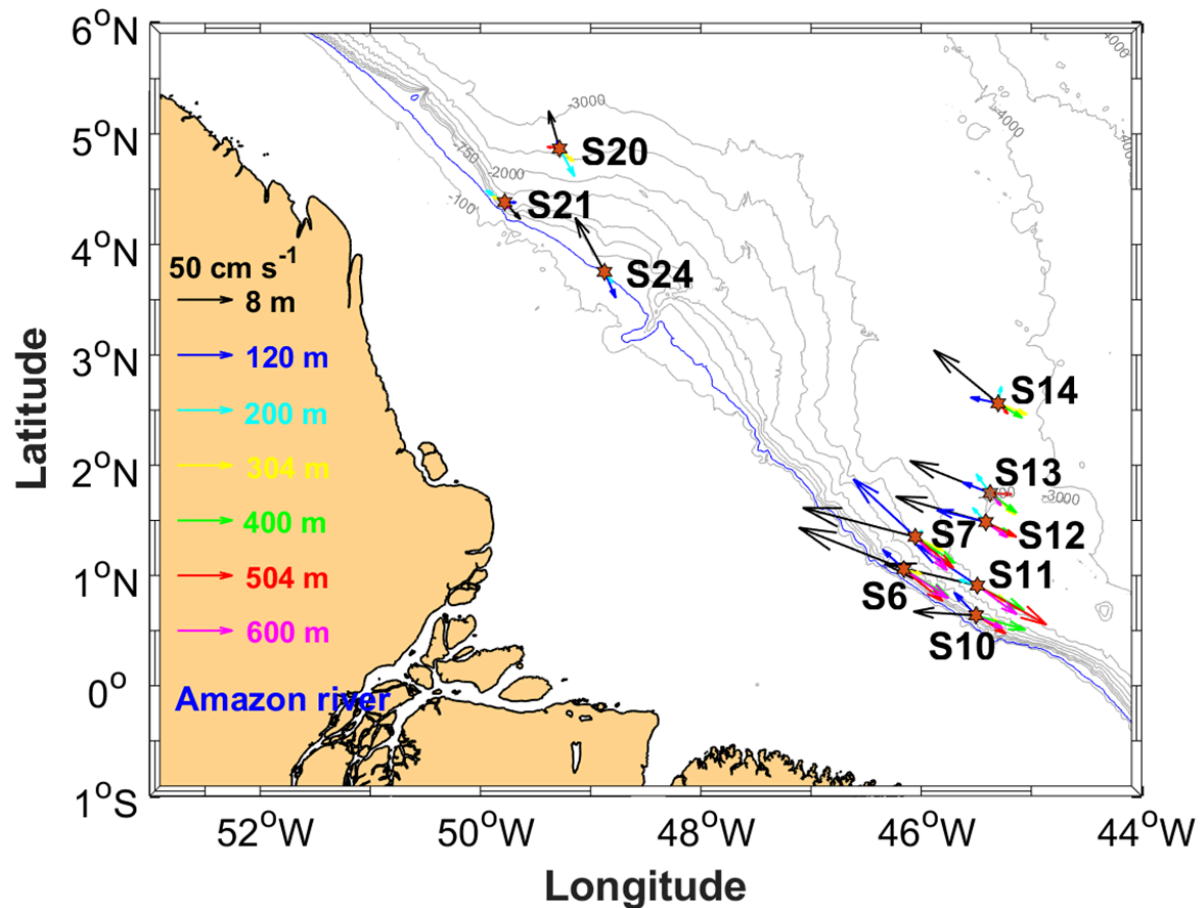 6°N
5°N
4°N
3°N
2°N
1°N
0°
1°S
Latitude
52°W
50°W
48°W
46°W
44°W
Longitude
50 cm s⁻¹
8 m
120 m
200 m
304 m
400 m
504 m
600 m
Amazon river
S20
S21
S24
S14
S13
S12
S7
S11
S6
S10
-3000
-750
-2000
-100
-4000
-3000